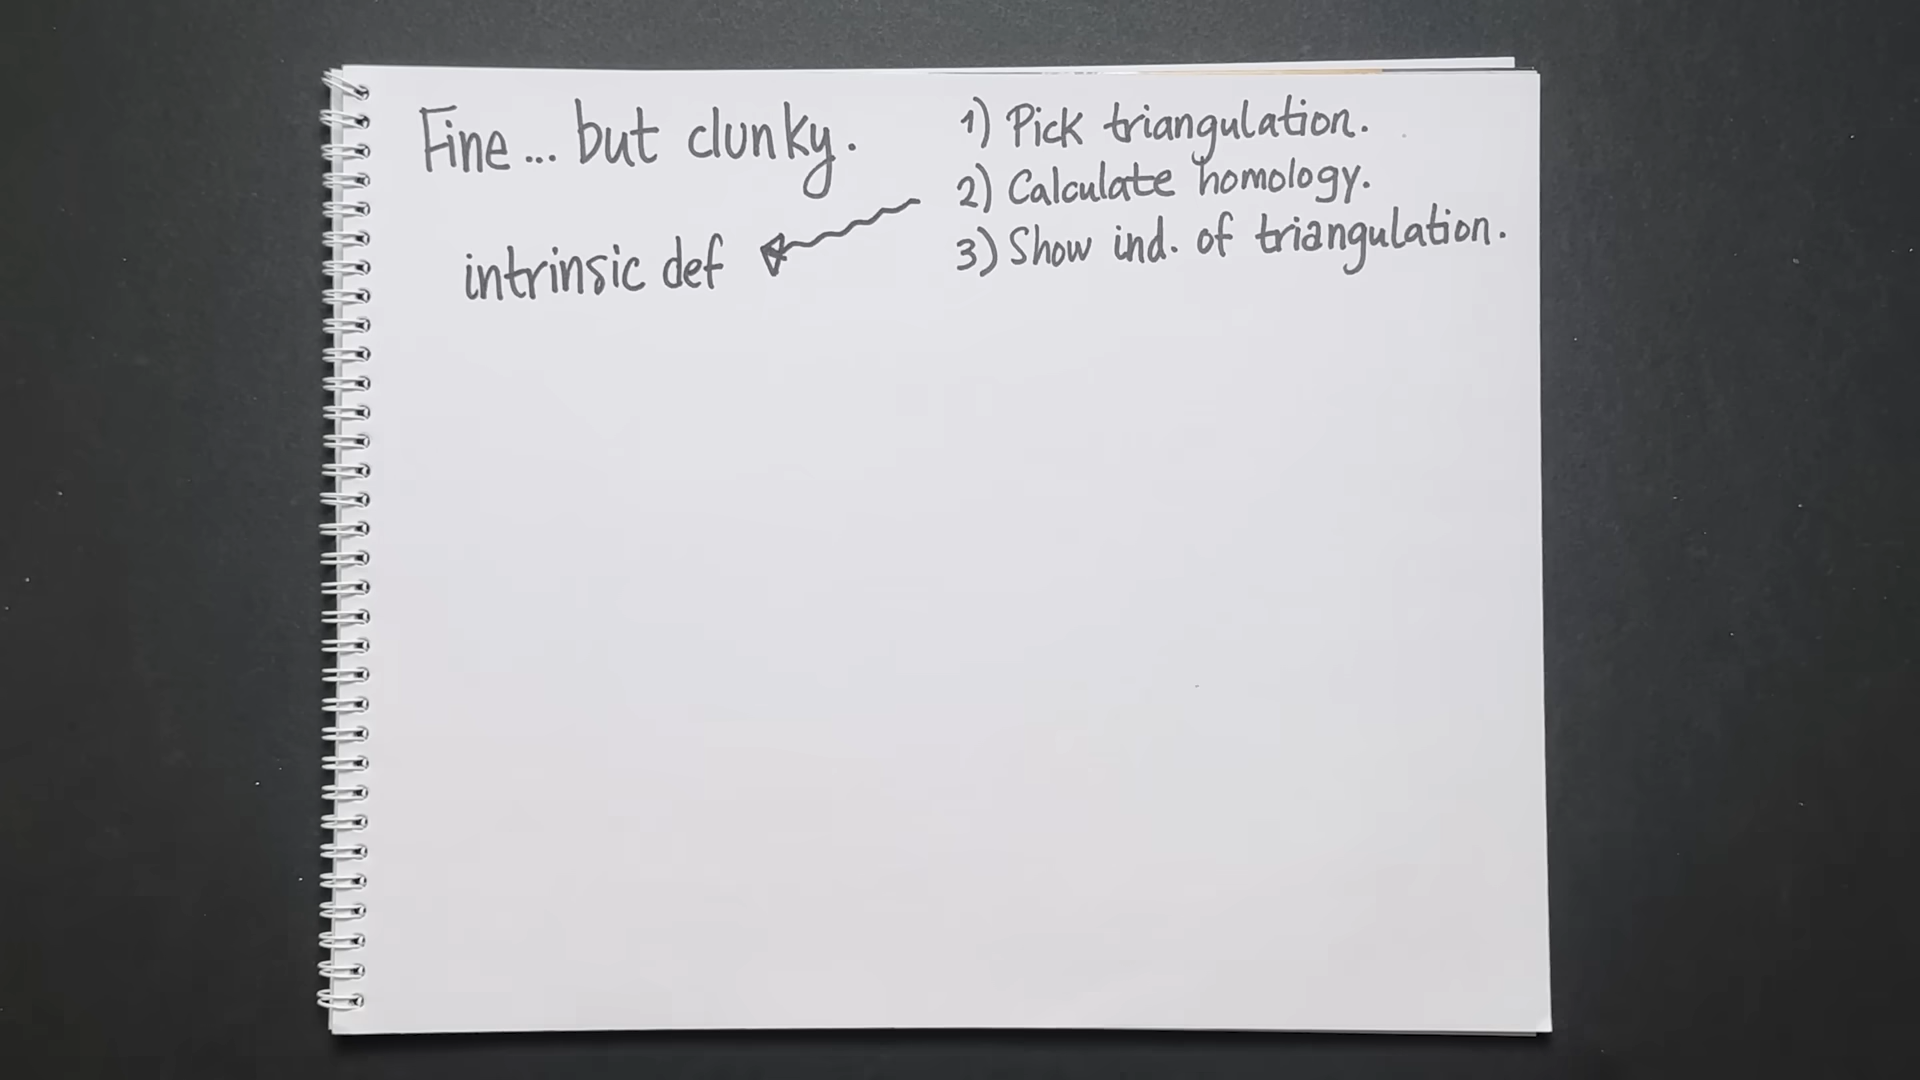 Fine... but clunky.
intrinsic def
1) Pick triangulation.
2) Calculate homology.
3) Show ind. of triangulation.